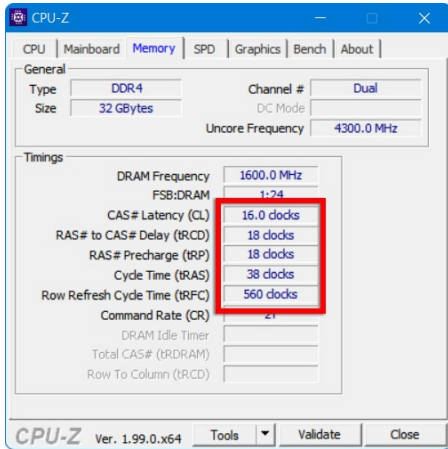 CPU-Z
CPU Mainboard Memory SPD Graphics Bench About
General
Type DDR4 Channel # Dual
Size 32 GBytes DC Mode
Uncore Frequency 4300.0 MHz
Timings
DRAM Frequency 1600.0 MHz
FSB:DRAM 1:24
CAS# Latency (CL) 16.0 clocks
RAS# to CAS# Delay (tRCD) 18 clocks
RAS# Precharge (tRP) 18 clocks
Cycle Time (tRAS) 38 clocks
Row Refresh Cycle Time (tRFC) 560 clocks
Command Rate (CR) 2T
DRAM Idle Timer
Total CAS# (tRDRAM)
Row To Column (tRCD)
CPU-Z Ver. 1.99.0.x64 Tools Validate Close